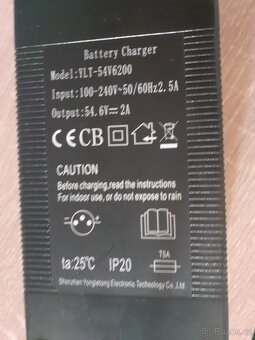 Battery Charger
Model:YLT-54V6200
Input:100-240V~50/60Hz2.5A
Output:54.6V⎓2A
CE CB
CAUTION
Before charging,read the instructions
For indoor use, or do not expose to rain
T5A
ta:25℃ IP20
Shenzhen Yongletong Electronic Technology Co., Ltd.